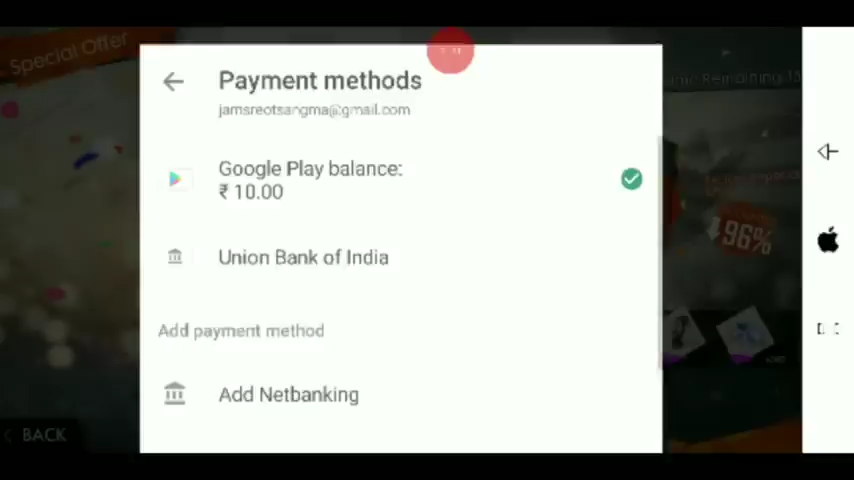 Special Offer
Payment methods
jamsreotsangma@gmail.com
Google Play balance:
₹ 10.00
Union Bank of India
Add payment method
Add Netbanking
96%
BACK